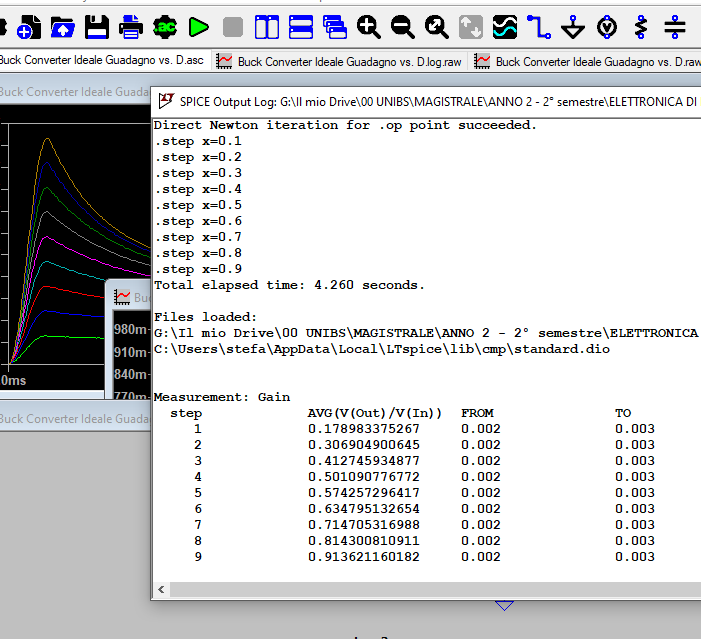 Buck Converter Ideale Guadagno vs. D.asc
Buck Converter Ideale Guadagno vs. D.log.raw
Buck Converter Ideale Guadagno vs. D.raw
.ac
Buck Converter Ideale Guada
SPICE Output Log: G:\Il mio Drive\00 UNIBS\MAGISTRALE\ANNO 2 - 2° semestre\ELETTRONICA DI
Direct Newton iteration for .op point succeeded.
.step x=0.1
.step x=0.2
.step x=0.3
.step x=0.4
.step x=0.5
.step x=0.6
.step x=0.7
.step x=0.8
.step x=0.9
Total elapsed time: 4.260 seconds.
Files loaded:
G:\Il mio Drive\00 UNIBS\MAGISTRALE\ANNO 2 - 2° semestre\ELETTRONICA
C:\Users\stefa\AppData\Local\LTspice\lib\cmp\standard.dio
Measurement: Gain
step AVG(V(Out)/V(In)) FROM TO
1 0.178983375267 0.002 0.003
2 0.306904900645 0.002 0.003
3 0.412745934877 0.002 0.003
4 0.501090776772 0.002 0.003
5 0.574257296417 0.002 0.003
6 0.634795132654 0.002 0.003
7 0.714705316988 0.002 0.003
8 0.814300810911 0.002 0.003
9 0.913621160182 0.002 0.003
0ms
Bu
980m
910m
840m
770m
Buck Converter Ideale Guada